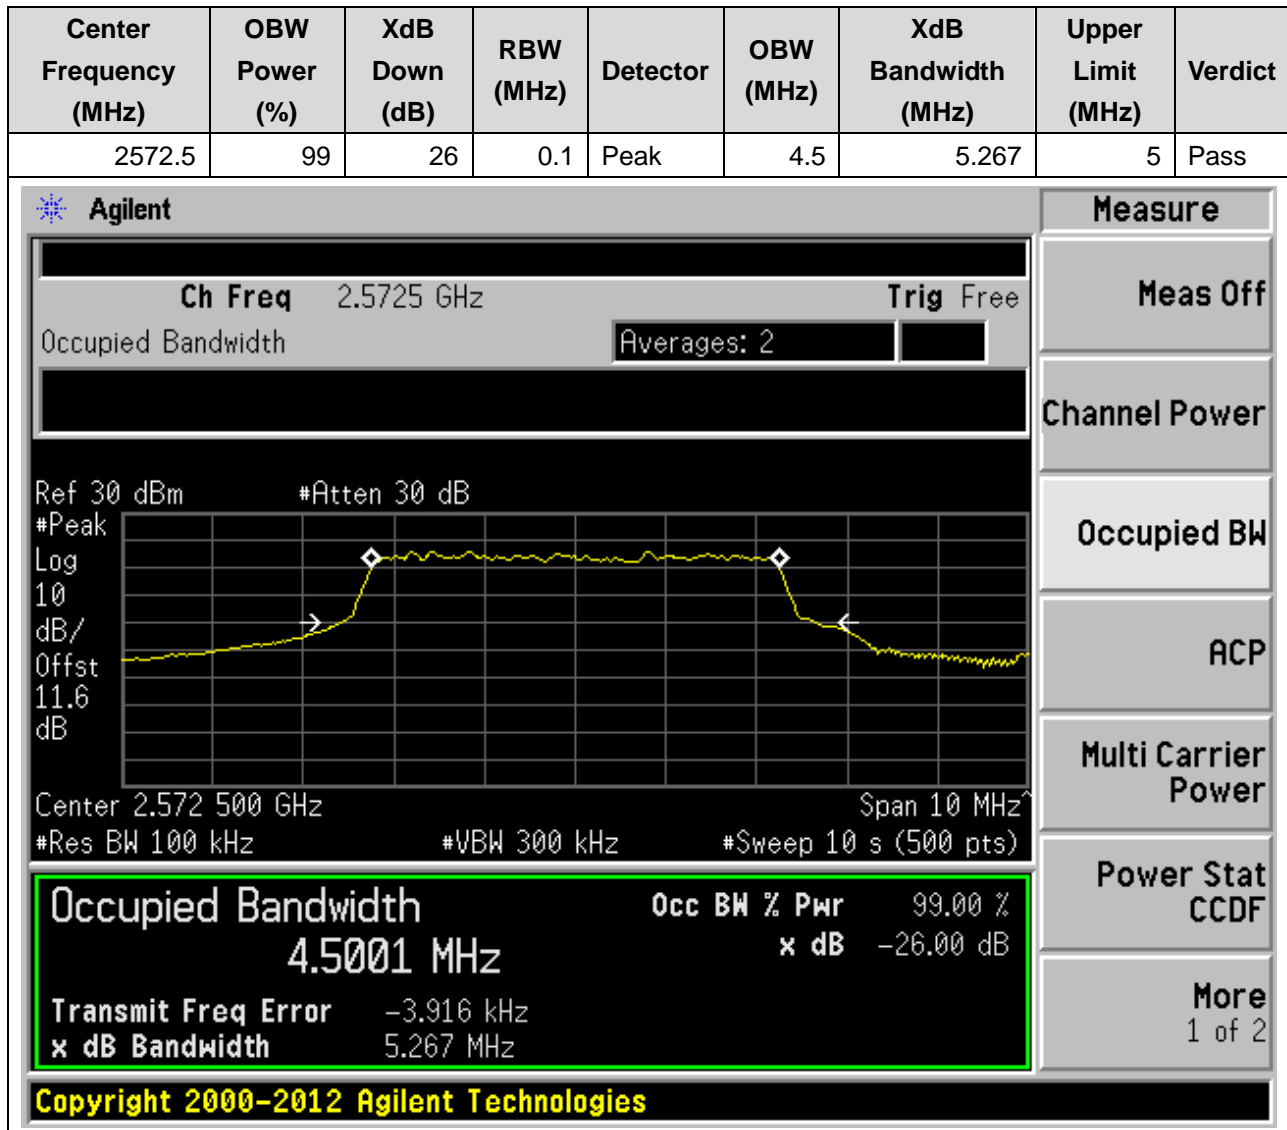 Center Frequency (MHz) OBW Power (%) XdB Down (dB) RBW (MHz) Detector OBW (MHz) XdB Bandwidth (MHz) Upper Limit (MHz) Verdict
2572.5 99 26 0.1 Peak 4.5 5.267 5 Pass
Agilent
Measure
Ch Freq 2.5725 GHz Trig Free
Meas Off
Occupied Bandwidth Averages: 2
Channel Power
Ref 30 dBm #Atten 30 dB
#Peak
Log
10
dB/
Offst
11.6
dB
Occupied BW
ACP
Multi Carrier
Power
Center 2.572 500 GHz Span 10 MHz^
#Res BW 100 kHz #VBW 300 kHz #Sweep 10 s (500 pts)
Power Stat
CCDF
Occupied Bandwidth Occ BW % Pwr 99.00 %
4.5001 MHz x dB -26.00 dB
Transmit Freq Error -3.916 kHz
x dB Bandwidth 5.267 MHz
More
1 of 2
Copyright 2000-2012 Agilent Technologies